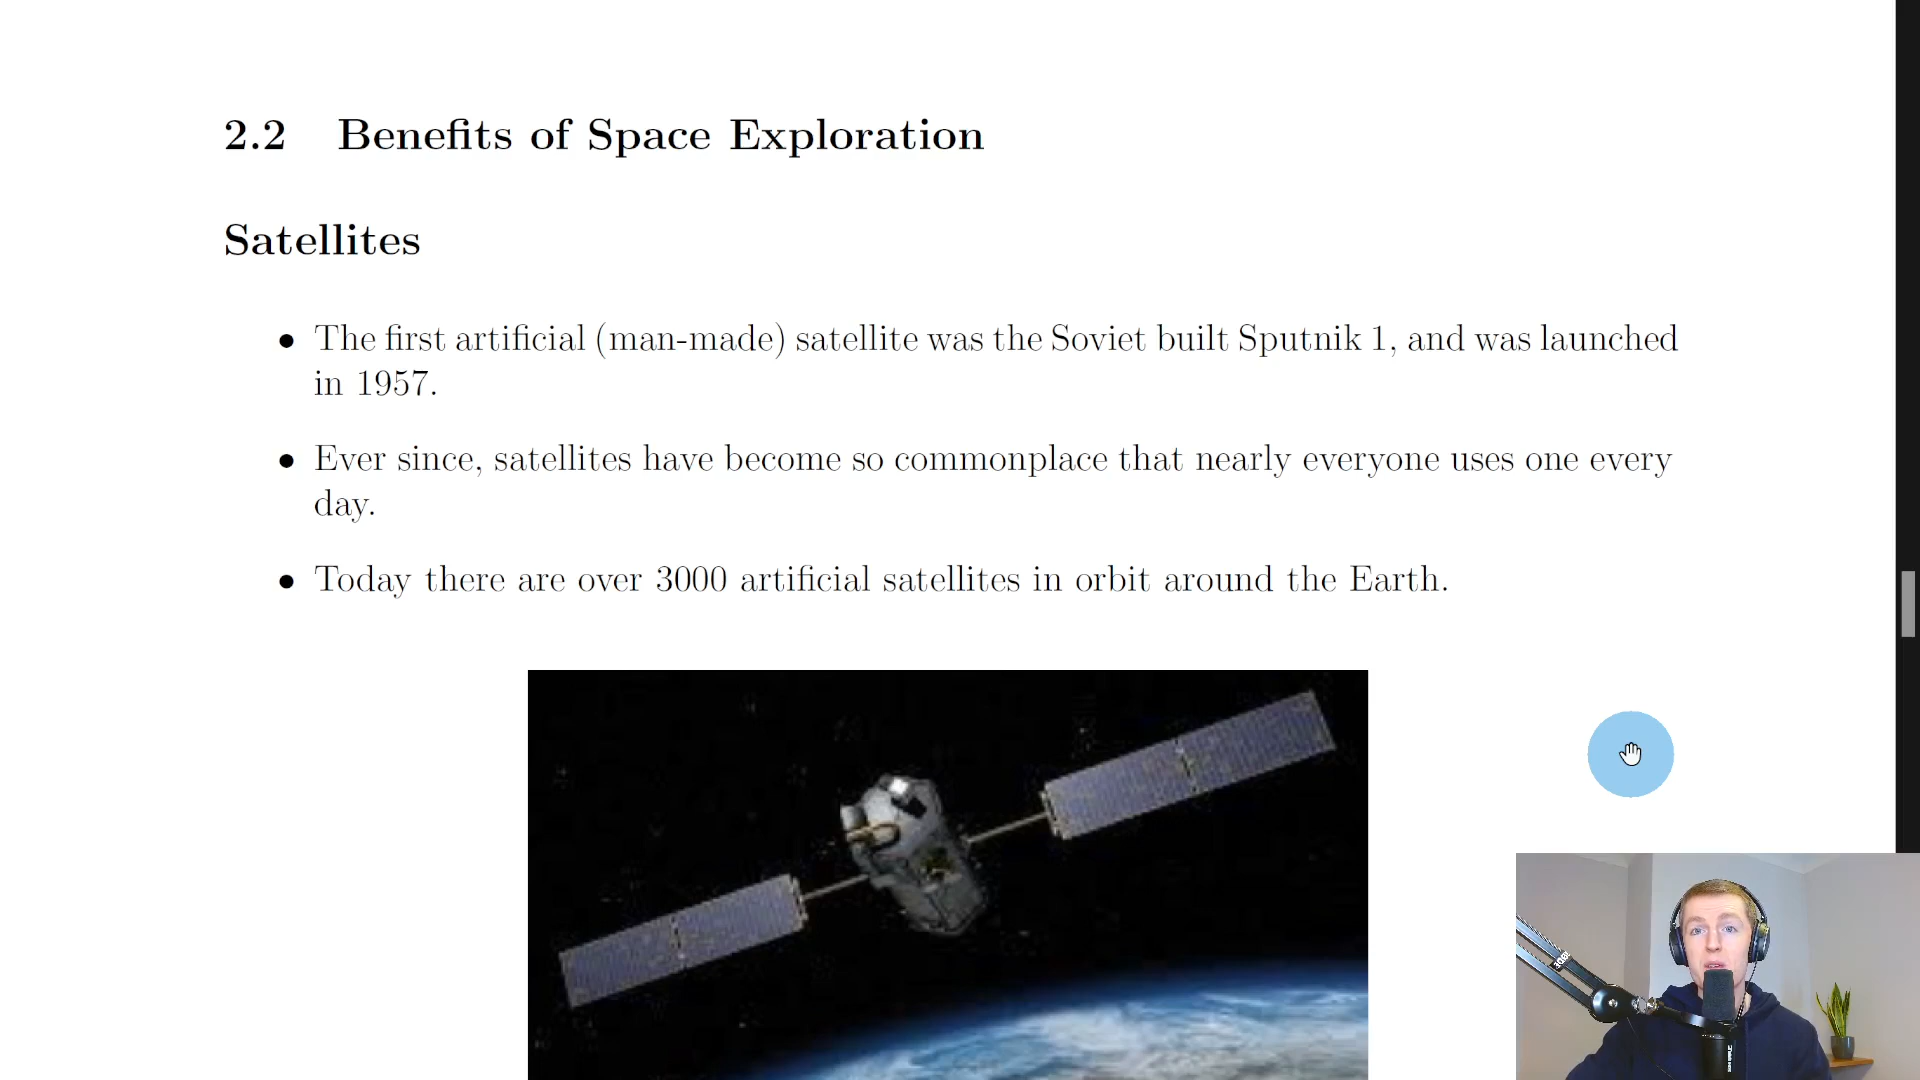 2.2 Benefits of Space Exploration
Satellites
• The first artificial (man-made) satellite was the Soviet built Sputnik 1, and was launched
in 1957.
• Ever since, satellites have become so commonplace that nearly everyone uses one every
day.
• Today there are over 3000 artificial satellites in orbit around the Earth.